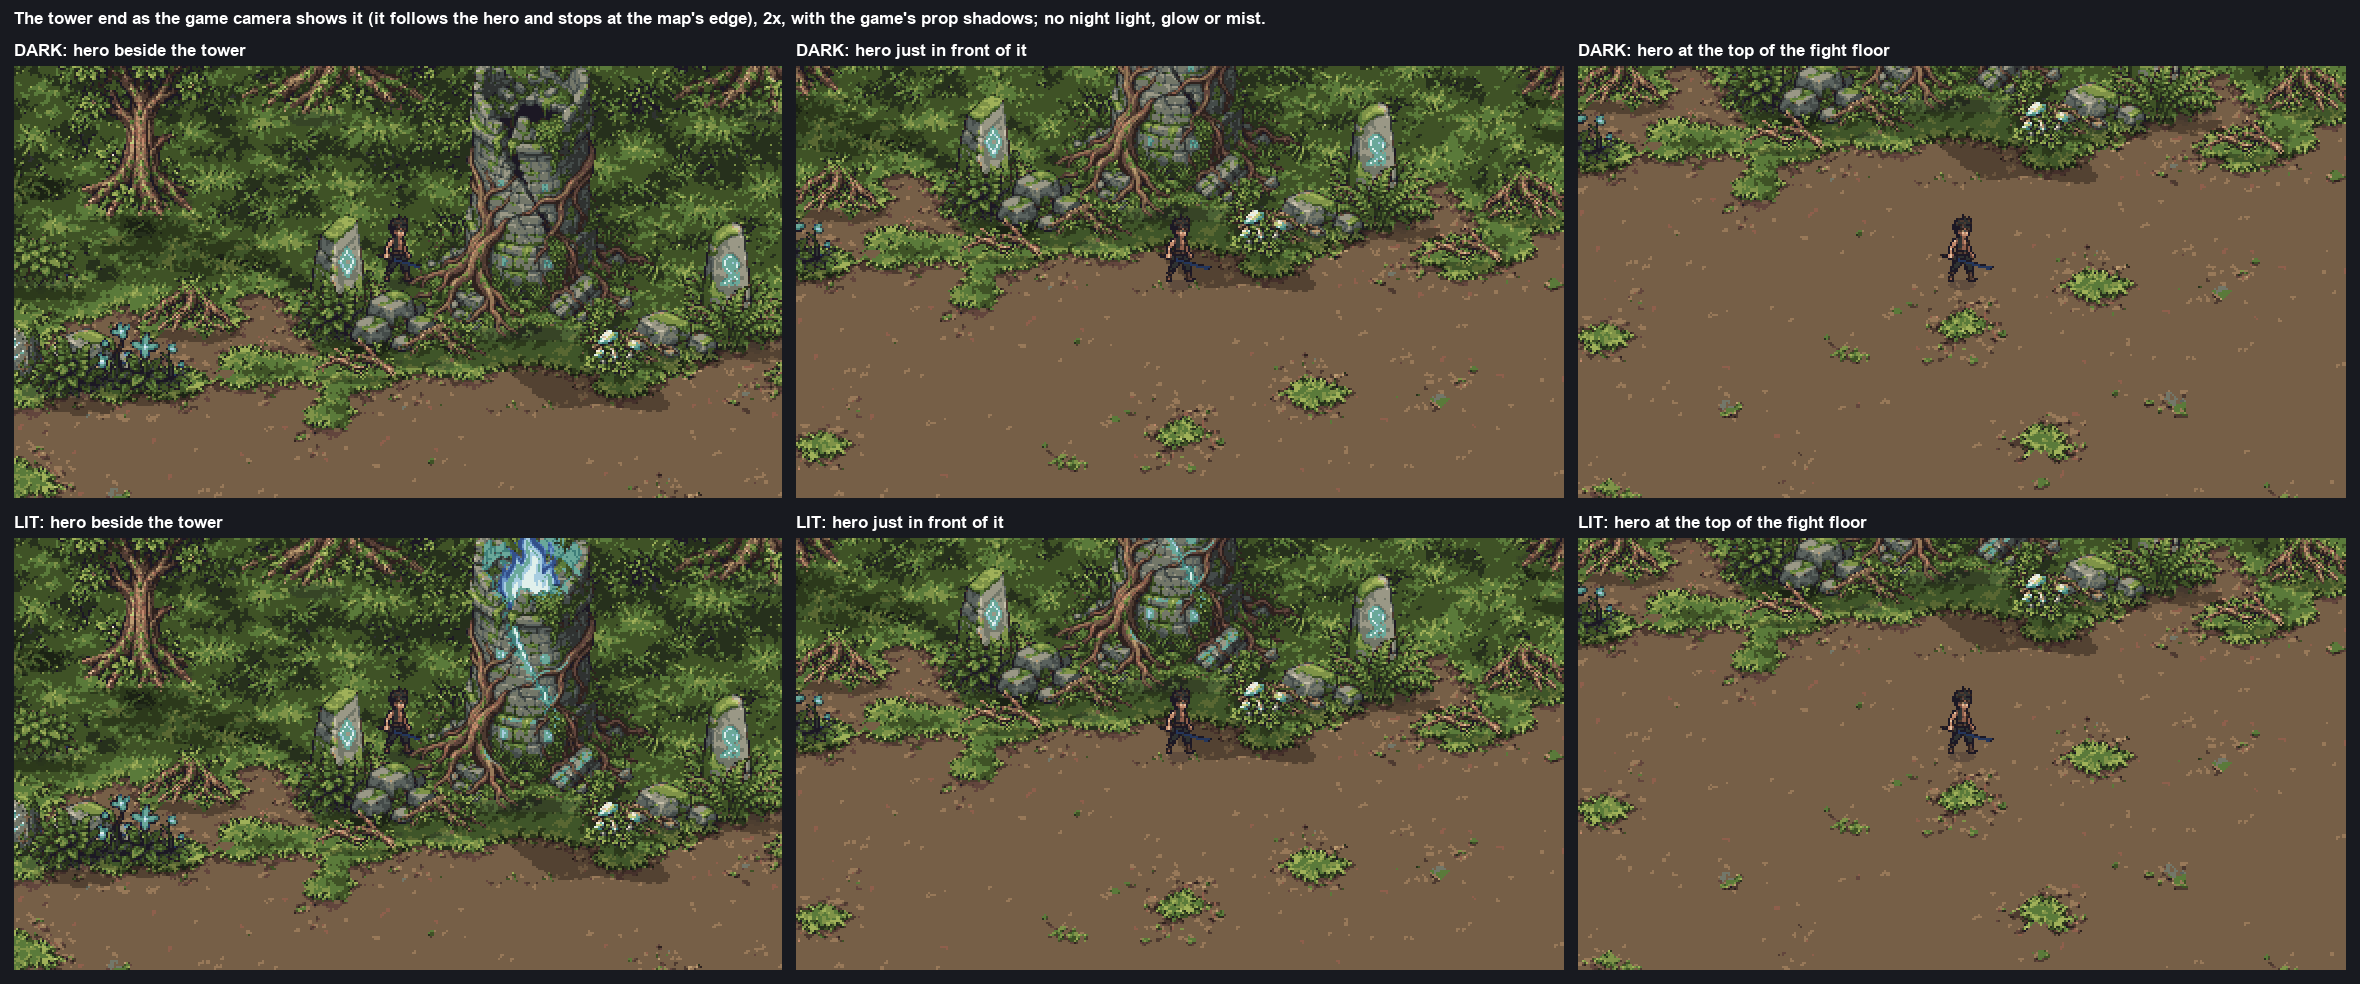 The tower end as the game camera shows it (it follows the hero and stops at the map's edge), 2x, with the game's prop shadows; no night light, glow or mist.
DARK: hero beside the tower
DARK: hero just in front of it
DARK: hero at the top of the fight floor
LIT: hero beside the tower
LIT: hero just in front of it
LIT: hero at the top of the fight floor